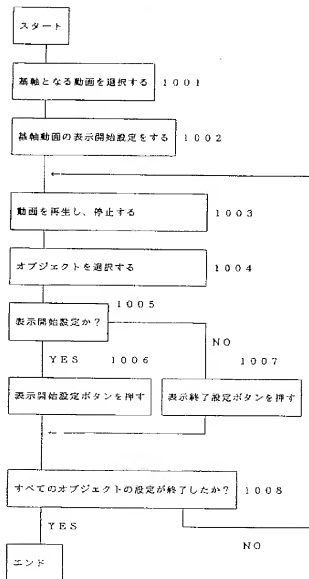 スタート
基軸となる動画を選択する 1001
基軸動画の表示開始設定をする 1002
動画を再生し、停止する 1003
オブジェクトを選択する 1004
1005
表示開始設定か？
NO
YES 1006 1007
表示開始設定ボタンを押す 表示終了設定ボタンを押す
すべてのオブジェクトの設定が終了したか？ 1008
YES
NO
エンド